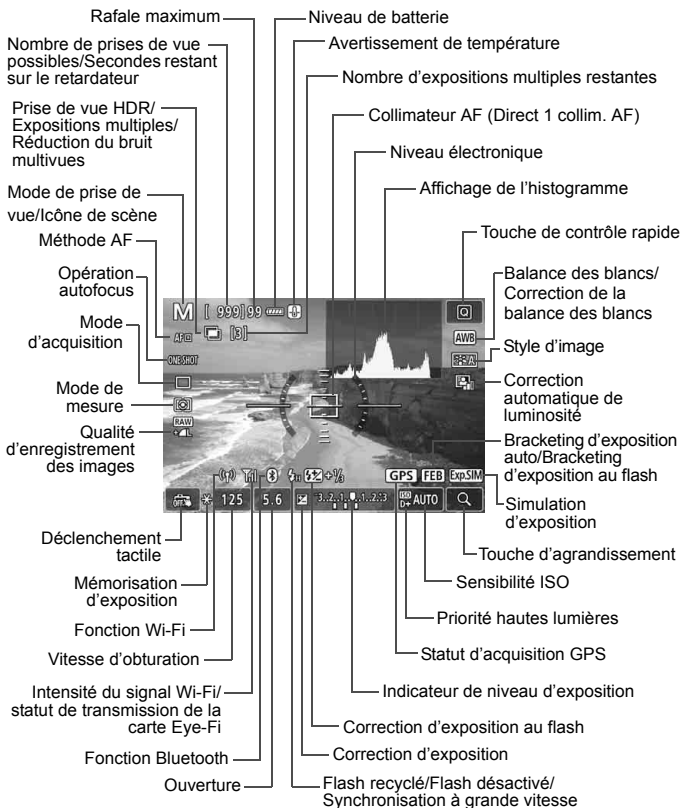 Rafale maximum
Niveau de batterie
Nombre de prises de vue
possibles/Secondes restant
sur le retardateur
Avertissement de température
Nombre d'expositions multiples restantes
Prise de vue HDR/
Expositions multiples/
Réduction du bruit
multivues
Collimateur AF (Direct 1 collim. AF)
Niveau électronique
Mode de prise de
vue/Icône de scène
Affichage de l'histogramme
Méthode AF
Touche de contrôle rapide
Opération
autofocus
Balance des blancs/
Correction de la
balance des blancs
Mode
d'acquisition
Style d'image
Mode de
mesure
Correction
automatique de
luminosité
Qualité
d'enregistrement
des images
Bracketing d'exposition
auto/Bracketing
d'exposition au flash
Simulation
d'exposition
M [ 999] 99
Q
AF
[3]
AWB
ONE SHOT
A
RAW
L
+⅓
GPS FEB Exp.SIM
OFF
125 5.6 -3..2..1..0..1..2.:3 ISO D+ AUTO
Déclenchement
tactile
Touche d'agrandissement
Mémorisation
d'exposition
Sensibilité ISO
Fonction Wi-Fi
Priorité hautes lumières
Vitesse d'obturation
Statut d'acquisition GPS
Intensité du signal Wi-Fi/
statut de transmission de la
carte Eye-Fi
Indicateur de niveau d'exposition
Correction d'exposition au flash
Fonction Bluetooth
Correction d'exposition
Ouverture
Flash recyclé/Flash désactivé/
Synchronisation à grande vitesse